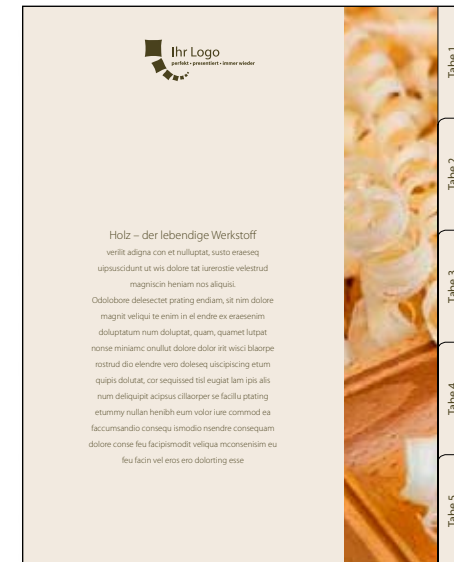 Ihr Logo
perfekt • presentiert • immer wieder
Holz – der lebendige Werkstoff
verilit adigna con et nulluptat, susto eraeseq
uipsuscidunt ut wis dolore tat iurerostie velestrud
magniscin heniam nos aliquisi.
Odolobore delesectet prating endiam, sit nim dolore
magnit veliqui te enim in el endre ex eraesenim
doluptatum num doluptat, quam, quamet lutpat
nonse miniamc onullut dolore dolor irit wisci blaorpe
rostrud dio elendre vero doleseq uiscipiscing etum
quipis dolutat, cor sequissed tisl eugiat lam ipis alis
num deliquipit acipsus cillaorper se facillu ptating
etummy nullan henibh eum volor iure commod ea
faccumsandio consequ ismodio nsendre consequam
dolore conse feu facipismodit veliqua mconsenisim eu
feu facin vel eros ero dolorting esse
Tabe 1
Tabe 2
Tabe 3
Tabe 4
Tabe 5